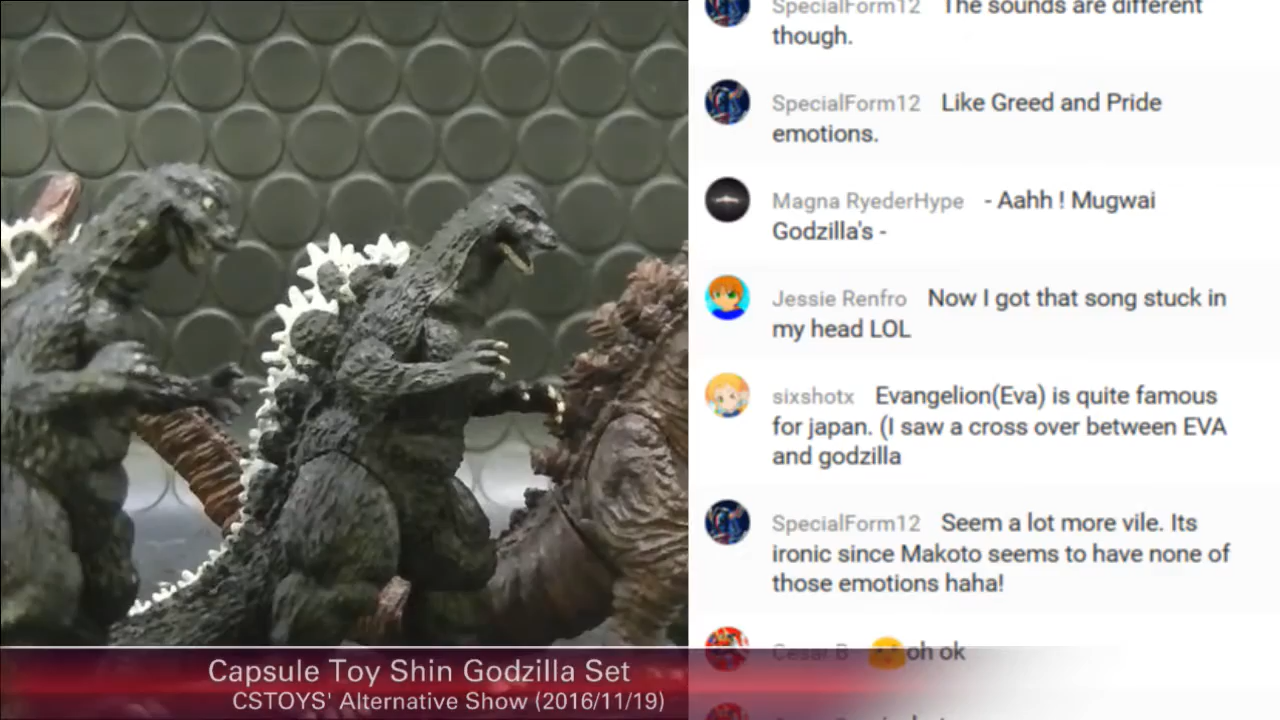 SpecialForm12 The sounds are different
though.
SpecialForm12 Like Greed and Pride
emotions.
Magna RyederHype - Aahh ! Mugwai
Godzilla's -
Jessie Renfro Now I got that song stuck in
my head LOL
sixshotx Evangelion(Eva) is quite famous
for japan. (I saw a cross over between EVA
and godzilla
SpecialForm12 Seem a lot more vile. Its
ironic since Makoto seems to have none of
those emotions haha!
Cesar B oh ok
Capsule Toy Shin Godzilla Set
CSTOYS' Alternative Show (2016/11/19)